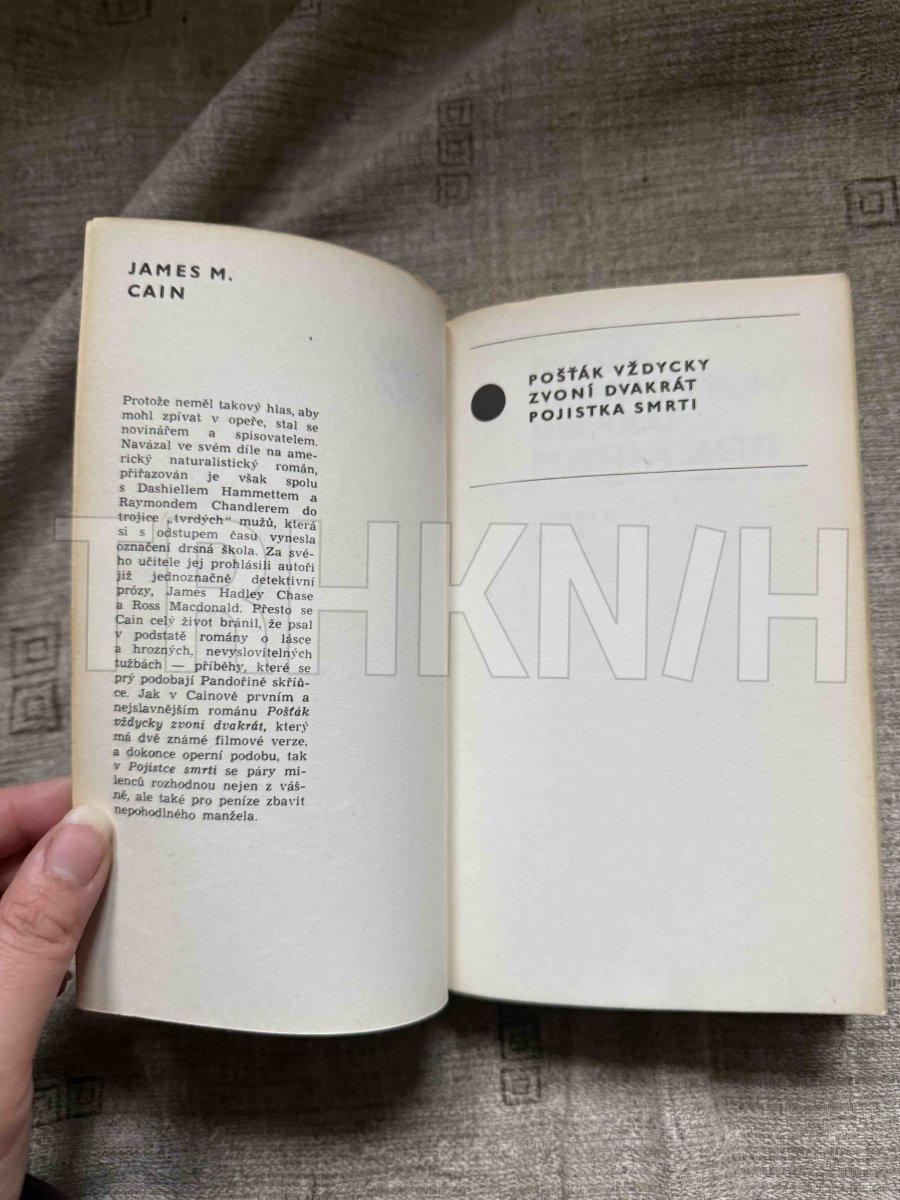 JAMES M.
CAIN
Protože neměl takový hlas, aby
mohl zpívat v opeře, stal se
novinářem a spisovatelem.
Navázal ve svém díle na ame-
rický naturalistický román,
přiřazován je však spolu
s Dashiellem Hammettem a
Raymondem Chandlerem do
trojice „tvrdých“ mužů, která
si s odstupem času vynesla
označení drsná škola. Za své-
ho učitele jej prohlásili autoři
již jednoznačně detektivní
prózy, James Hadley Chase
a Ross Macdonald. Přesto se
Cain celý život bránil, že psal
v podstatě romány o lásce
a hrozných, nevyslovitelných
tužbách — příběhy, které se
prý podobají Pandořině skříň-
ce. Jak v Cainově prvním a
nejslavnějším románu Pošťák
vždycky zvoní dvakrát, který
má dvě známé filmové verze,
a dokonce operní podobu, tak
v Pojistce smrti se páry mi-
lenců rozhodnou nejen z váš-
ně, ale také pro peníze zbavit
nepohodlného manžela.
POŠŤÁK VŽDYCKY
ZVONÍ DVAKRÁT
POJISTKA SMRTI
TRHKNIH